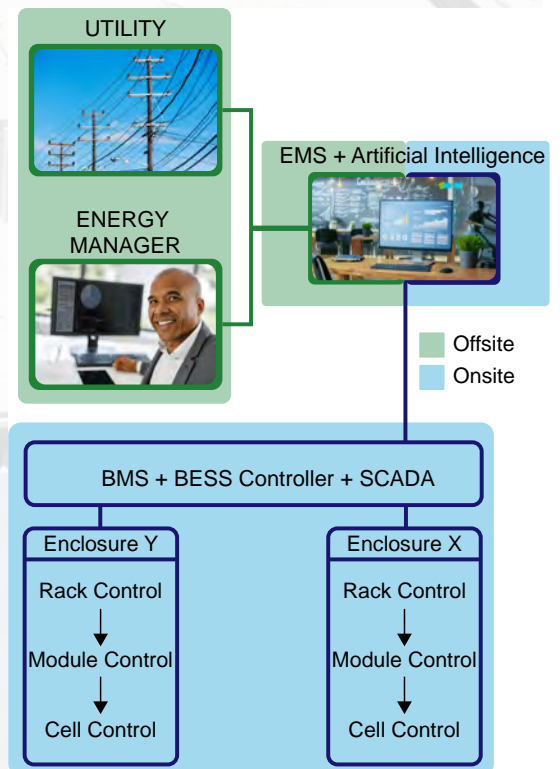 UTILITY
ENERGY
MANAGER
EMS + Artificial Intelligence
Offsite
Onsite
BMS + BESS Controller + SCADA
Enclosure Y
Rack Control
Module Control
Cell Control
Enclosure X
Rack Control
Module Control
Cell Control